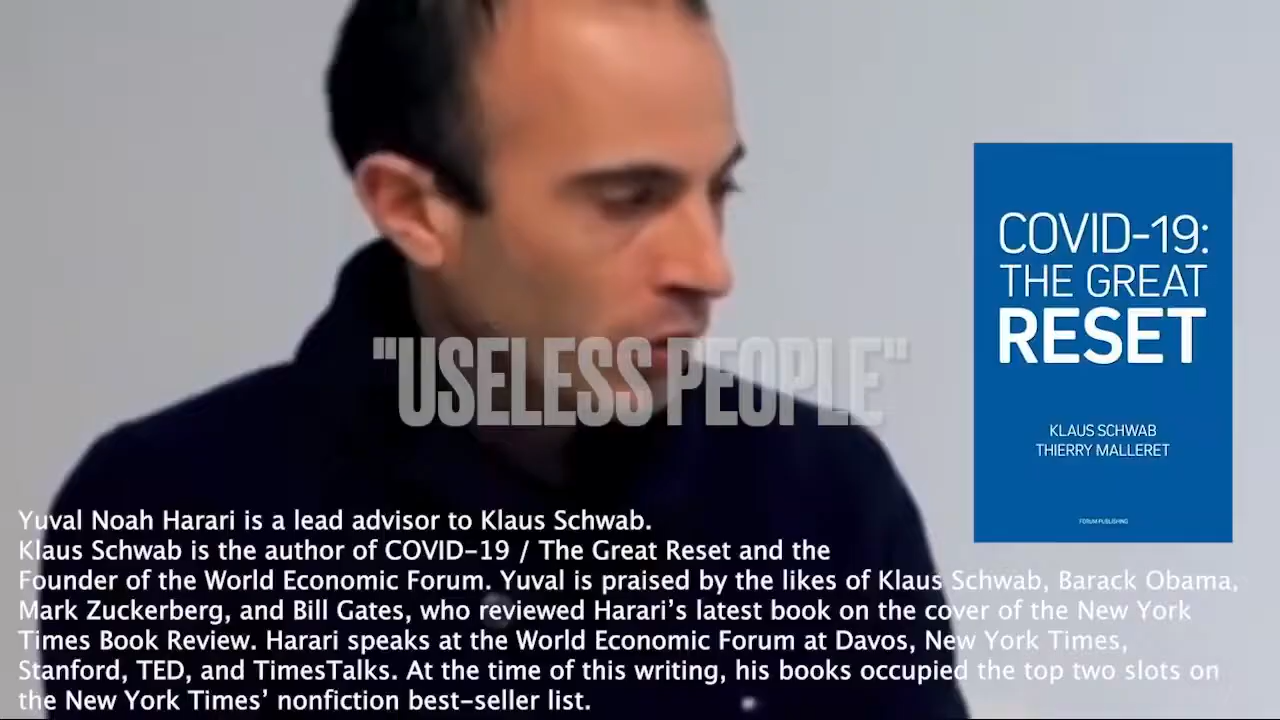 "USELESS PEOPLE"
COVID-19:
THE GREAT
RESET
KLAUS SCHWAB
THIERRY MALLERET
FORUM PUBLISHING
Yuval Noah Harari is a lead advisor to Klaus Schwab.
Klaus Schwab is the author of COVID-19 / The Great Reset and the
Founder of the World Economic Forum. Yuval is praised by the likes of Klaus Schwab, Barack Obama,
Mark Zuckerberg, and Bill Gates, who reviewed Harari's latest book on the cover of the New York
Times Book Review. Harari speaks at the World Economic Forum at Davos, New York Times,
Stanford, TED, and TimesTalks. At the time of this writing, his books occupied the top two slots on
the New York Times' nonfiction best-seller list.